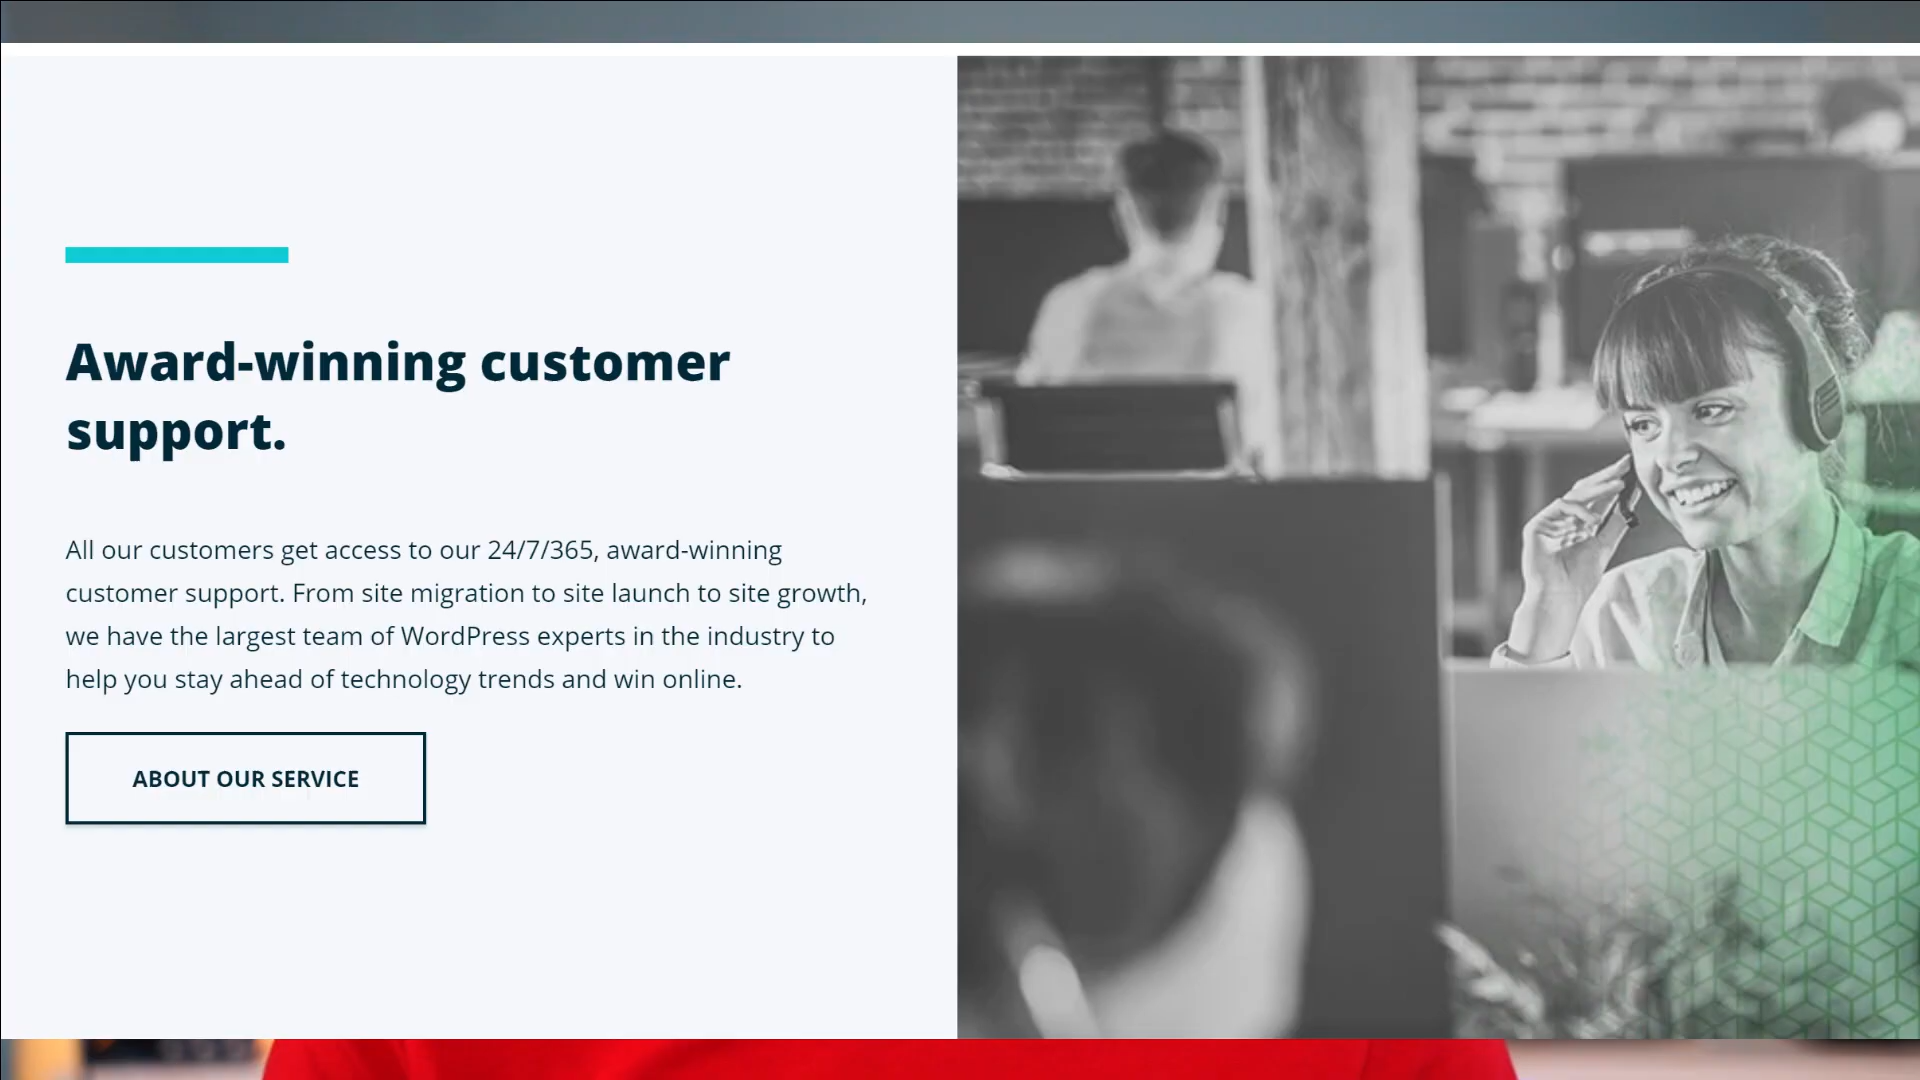 Award-winning customer
support.
All our customers get access to our 24/7/365, award-winning
customer support. From site migration to site launch to site growth,
we have the largest team of WordPress experts in the industry to
help you stay ahead of technology trends and win online.
ABOUT OUR SERVICE